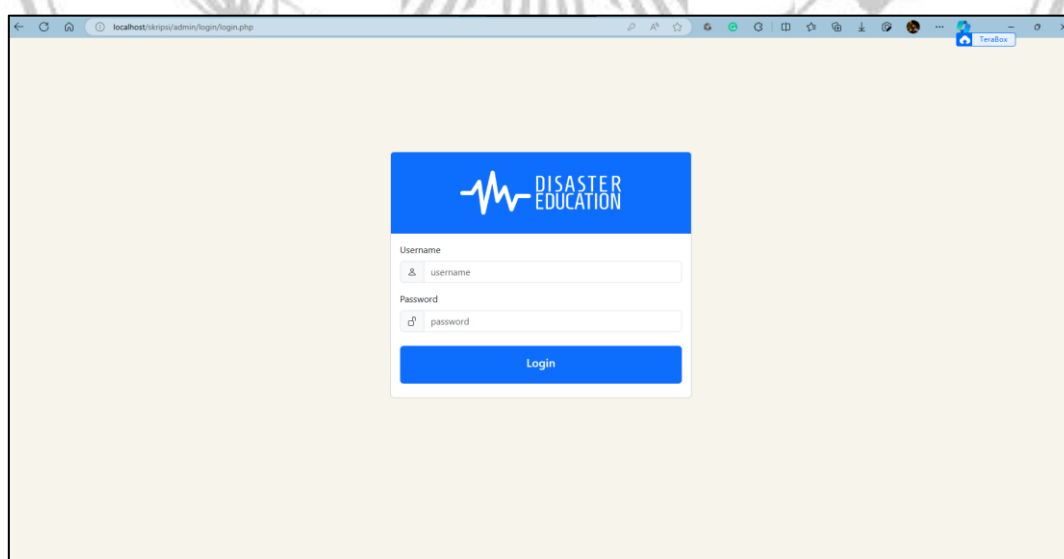 localhost/skripsi/admin/login/login.php
TeraBox
DISASTER
EDUCATION
Username
username
Password
password
Login